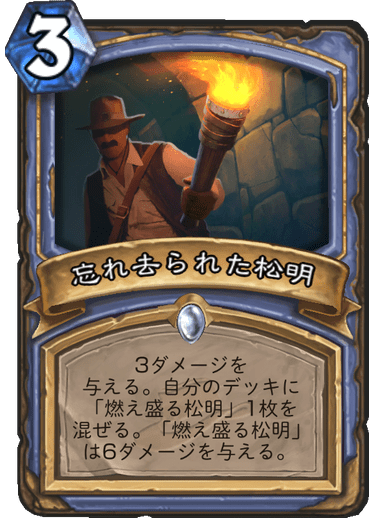 3
忘れ去られた松明
3ダメージを
与える。自分のデッキに
「燃え盛る松明」1枚を
混ぜる。「燃え盛る松明」
は6ダメージを与える。